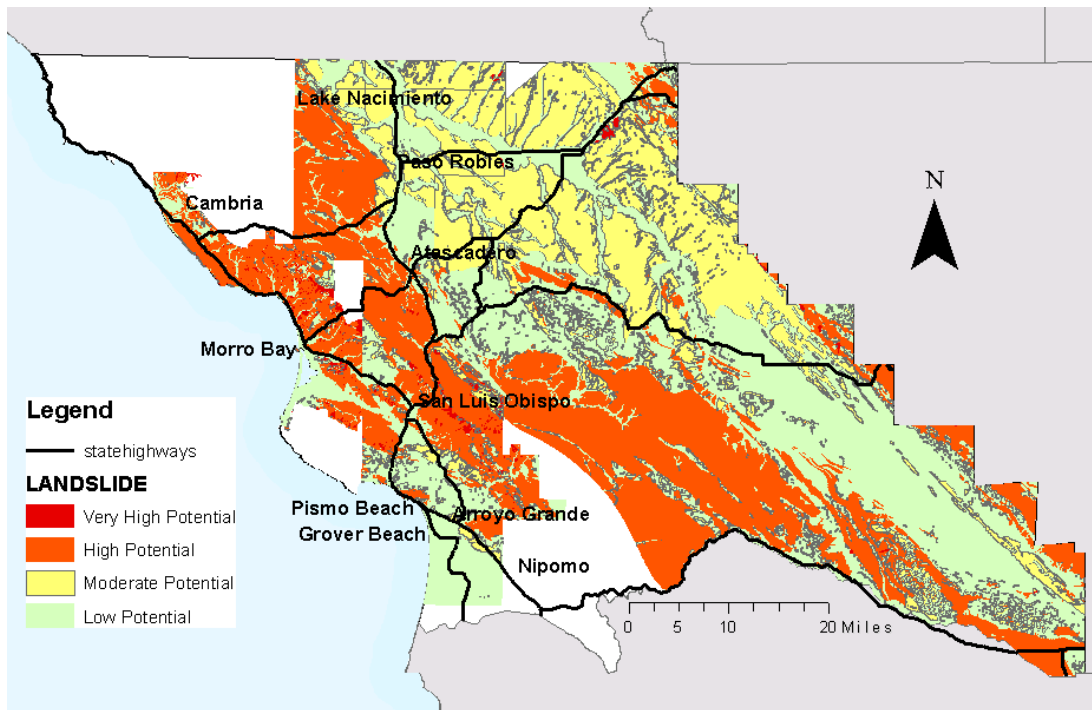 Lake Nacimiento
Paso Robles
N
Cambria
Atascadero
Morro Bay
San Luis Obispo
Legend
statehighways
LANDSLIDE
Very High Potential
High Potential
Moderate Potential
Low Potential
Pismo Beach
Arroyo Grande
Grover Beach
Nipomo
0 5 10 20 Miles